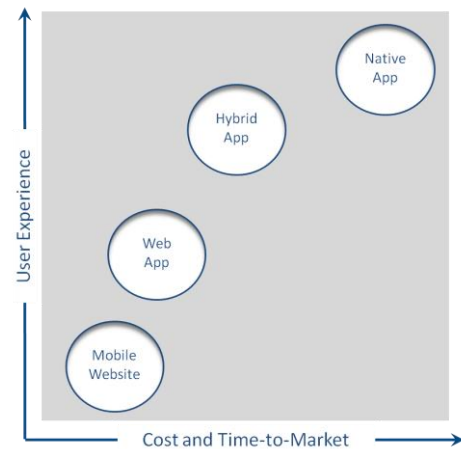 Native
App
Hybrid
App
Web
App
Mobile
Website
User Experience
Cost and Time-to-Market